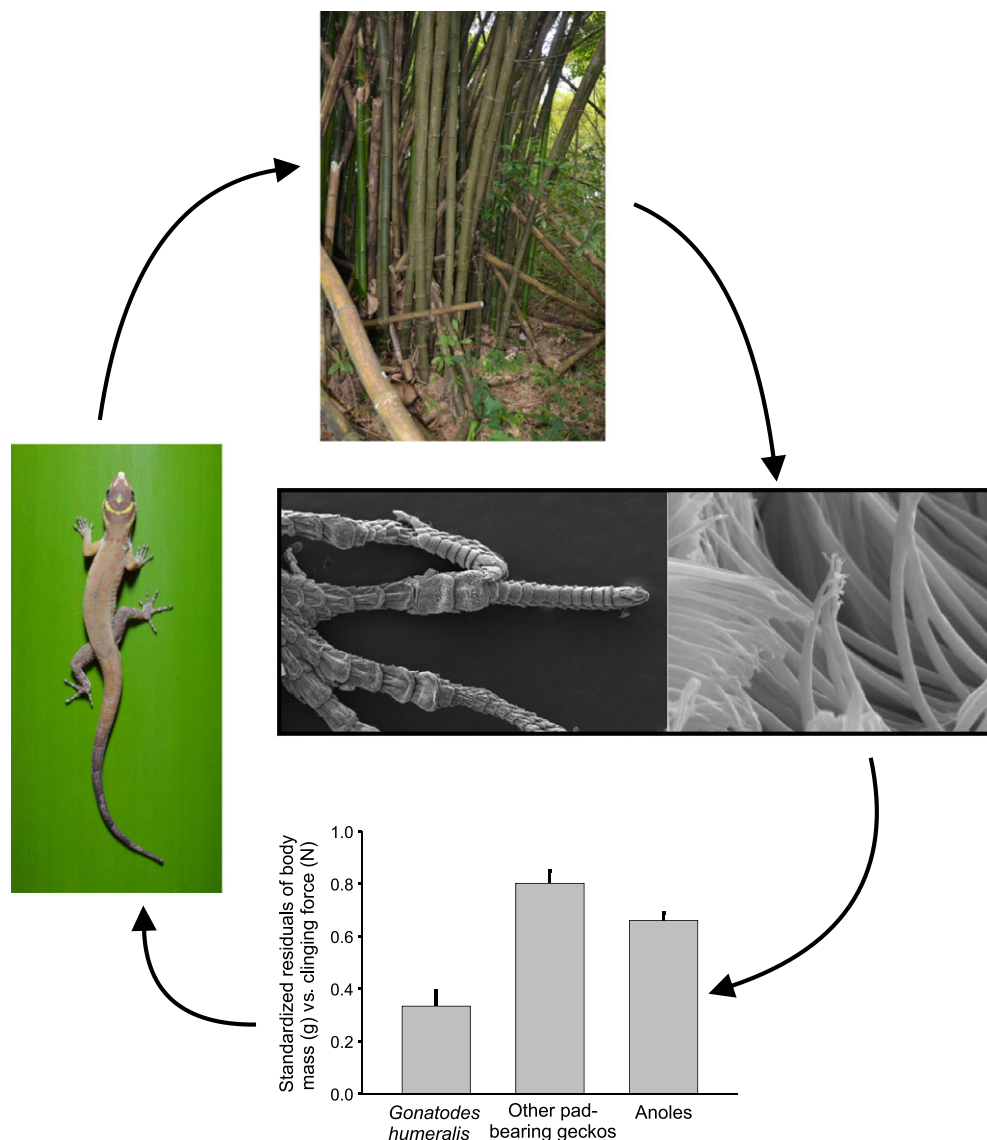 Standardized residuals of body
mass (g) vs. clinging force (N)
1.0
0.8
0.6
0.4
0.2
0.0
Gonatodes
humeralis
Other pad-
bearing geckos
Anoles